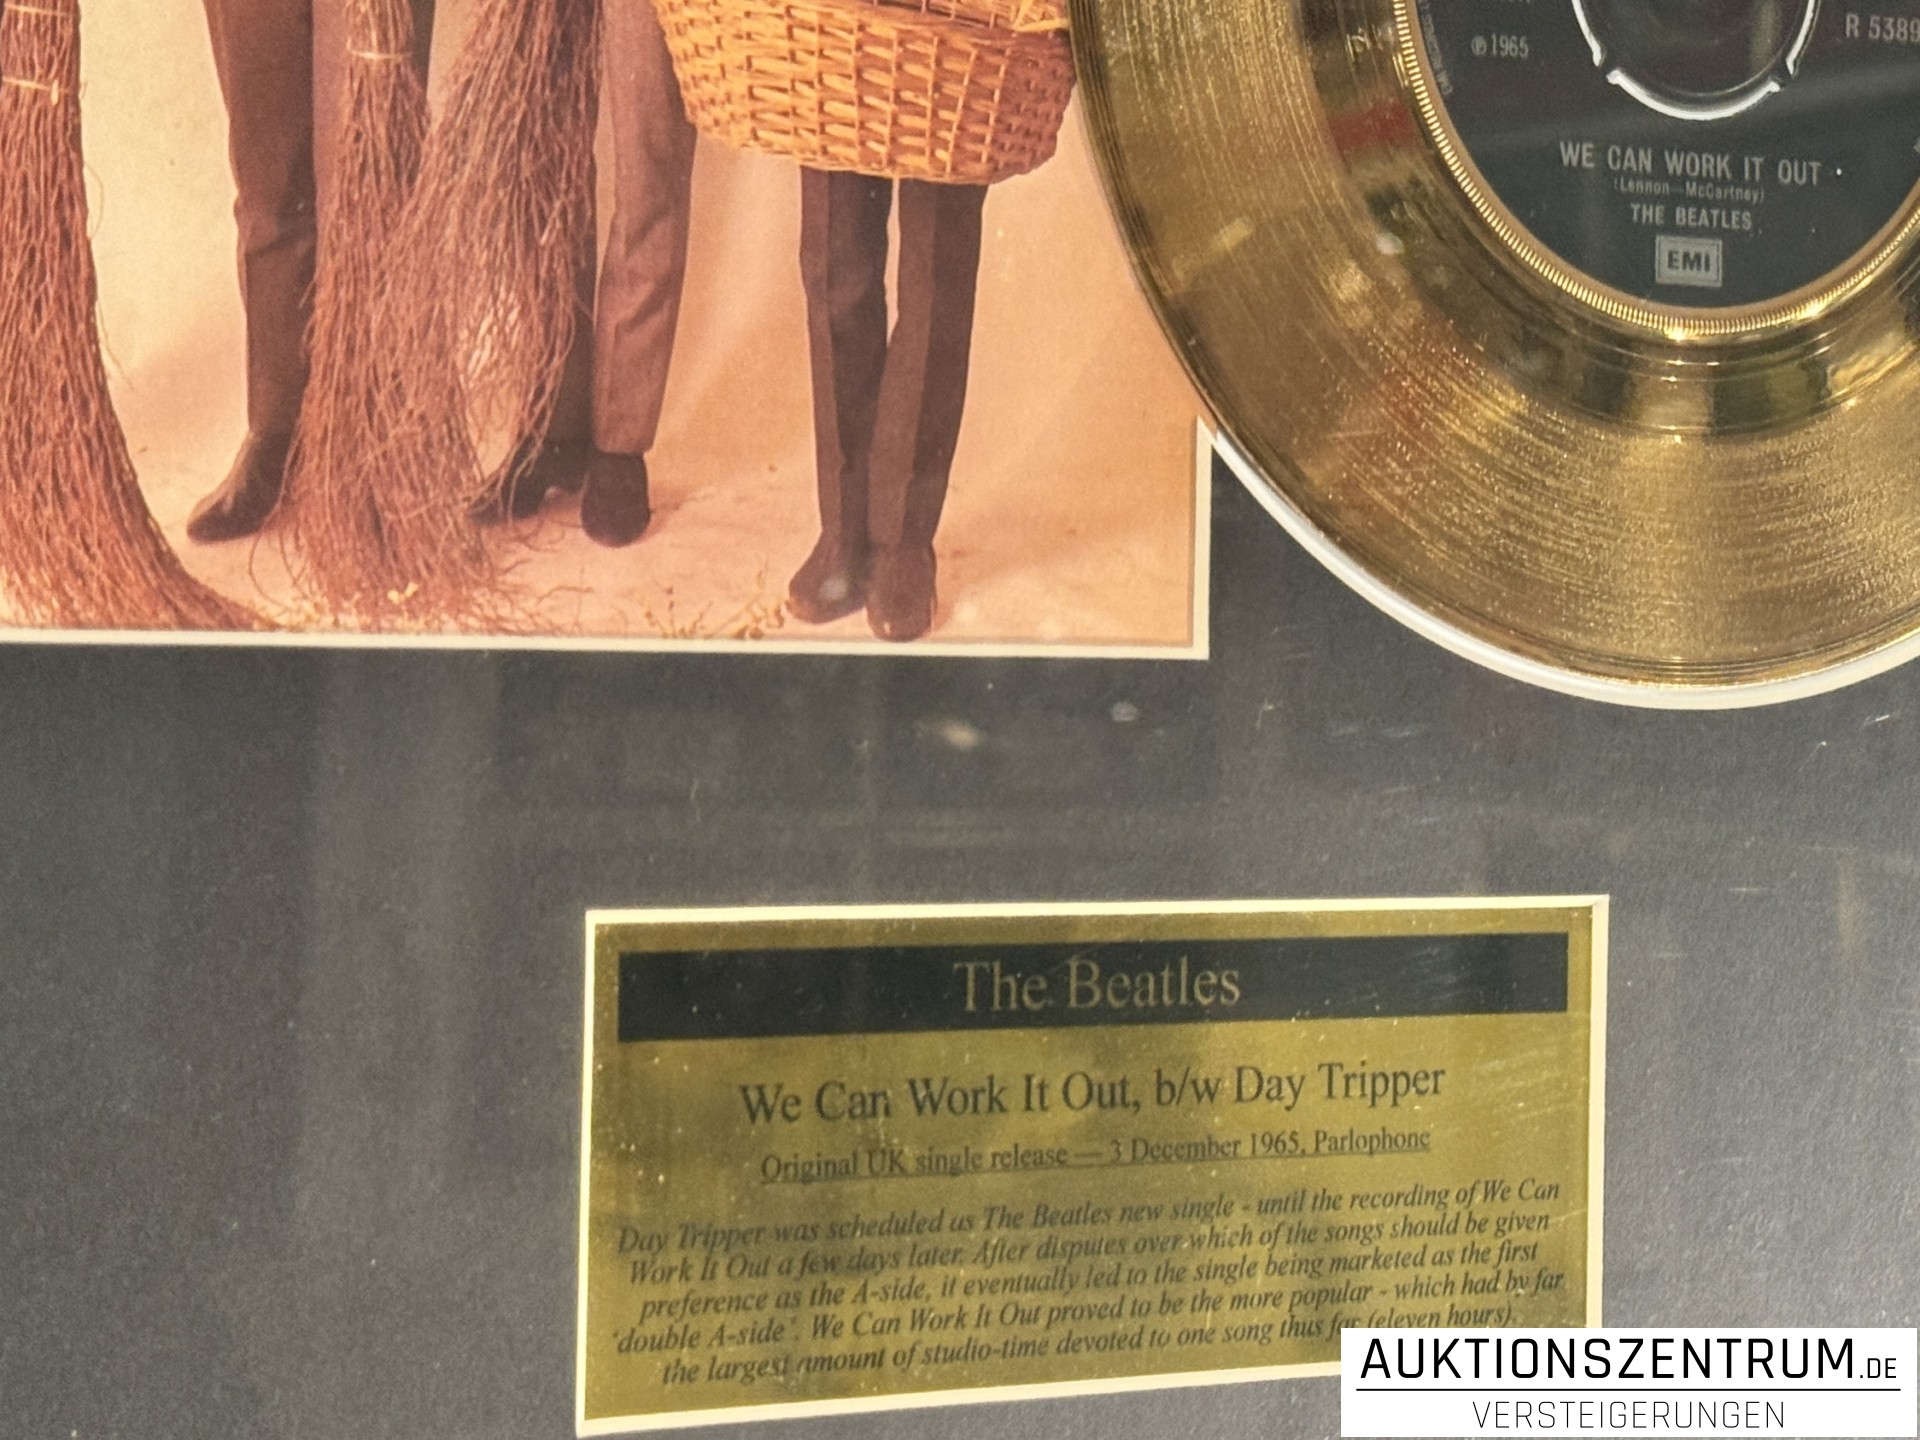 ℗ 1965
R 5389
WE CAN WORK IT OUT
(Lennon—McCartney)
THE BEATLES
EMI
The Beatles
We Can Work It Out, b/w Day Tripper
Original UK single release — 3 December 1965, Parlophone
Day Tripper was scheduled as The Beatles new single - until the recording of We Can
Work It Out a few days later. After disputes over which of the songs should be given
preference as the A-side, it eventually led to the single being marketed as the first
'double A-side'. We Can Work It Out proved to be the more popular - which had by far
the largest amount of studio-time devoted to one song thus far (eleven hours).
AUKTIONSZENTRUM.DE
VERSTEIGERUNGEN